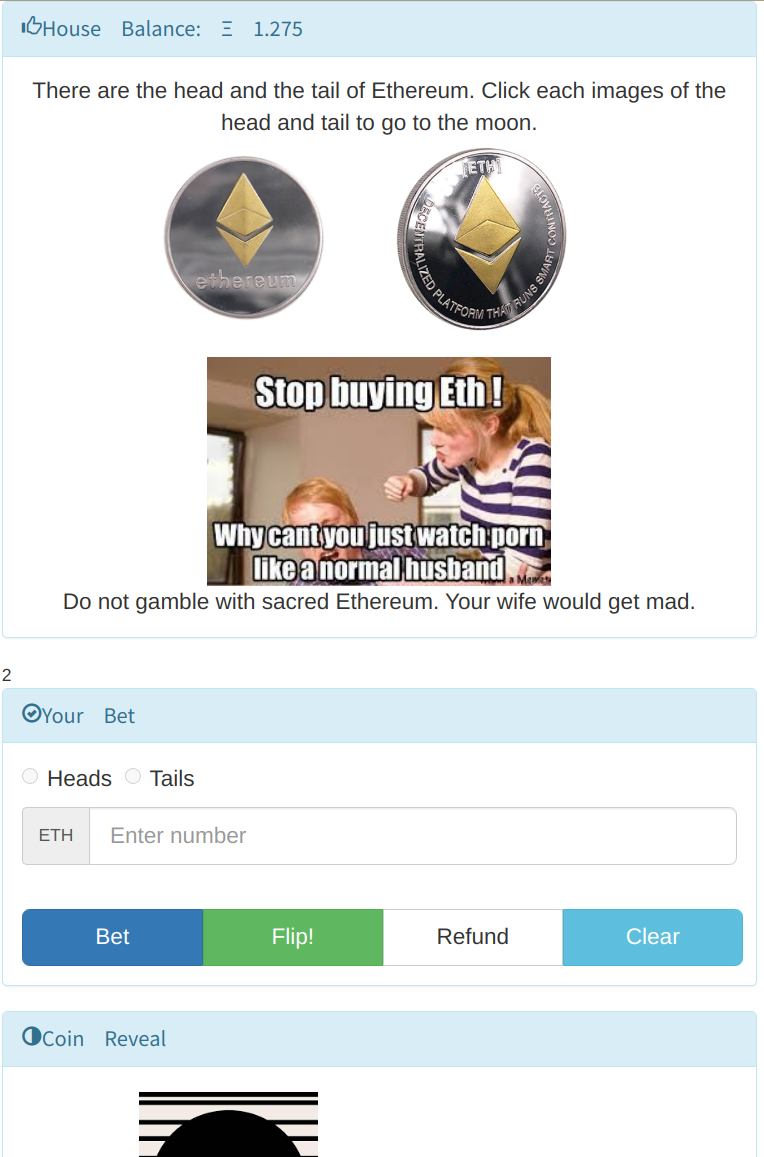 House Balance: Ξ 1.275
There are the head and the tail of Ethereum. Click each images of the
head and tail to go to the moon.
ethereum
[ETH]
DECENTRALIZED PLATFORM THAT RUNS SMART CONTRACTS
Stop buying Eth !
Why cant you just watch porn
like a normal husband
Do not gamble with sacred Ethereum. Your wife would get mad.
2
Your Bet
Heads Tails
ETH Enter number
Bet Flip! Refund Clear
Coin Reveal